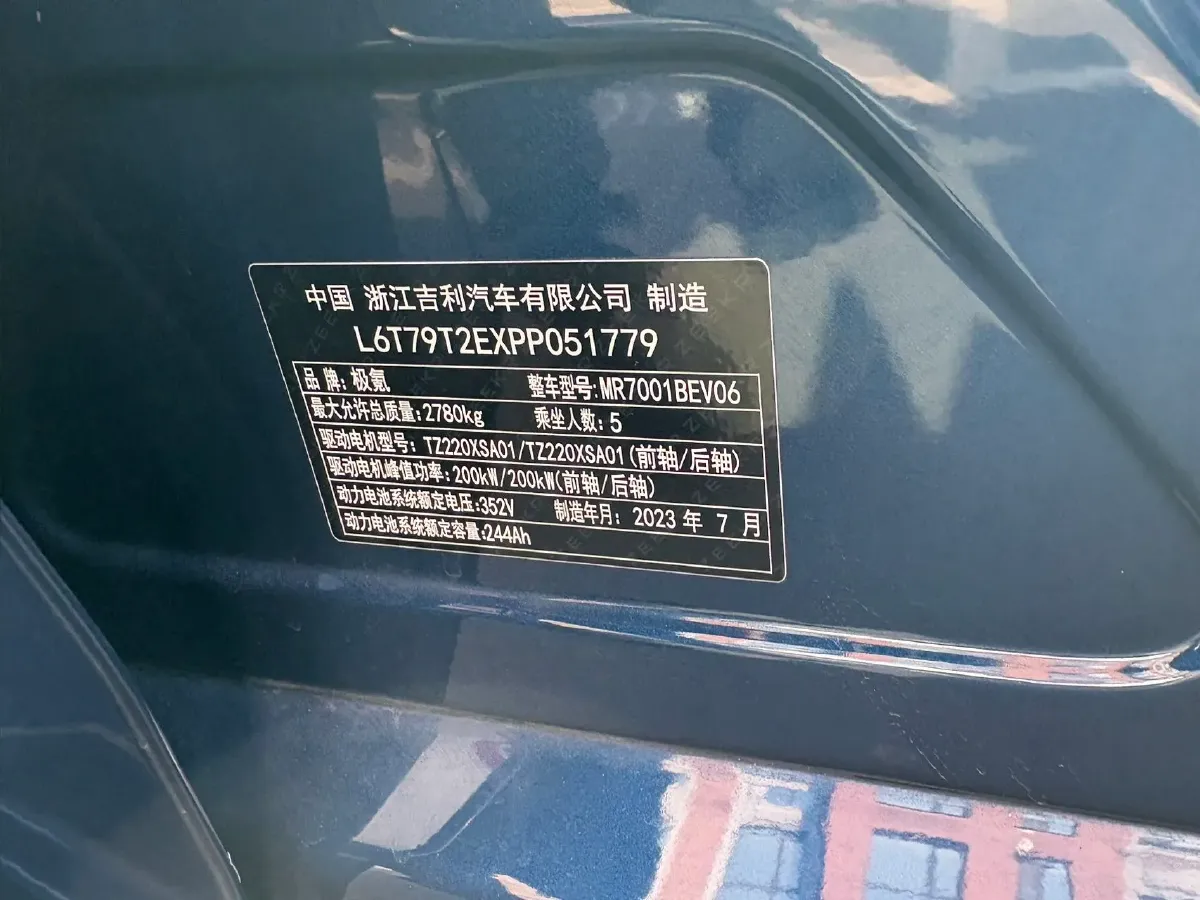 中国 浙江吉利汽车有限公司 制造
L6T79T2EXPP051779
品牌: 极氪 整车型号:MR7001BEV06
最大允许总质量:2780kg 乘坐人数: 5
驱动电机型号: TZ220XSA01/TZ220XSA01(前轴/后轴)
驱动电机峰值功率:200kW/200kW(前轴/后轴)
动力电池系统额定电压:352V 制造年月: 2023 年 7 月
动力电池系统额定容量:244Ah